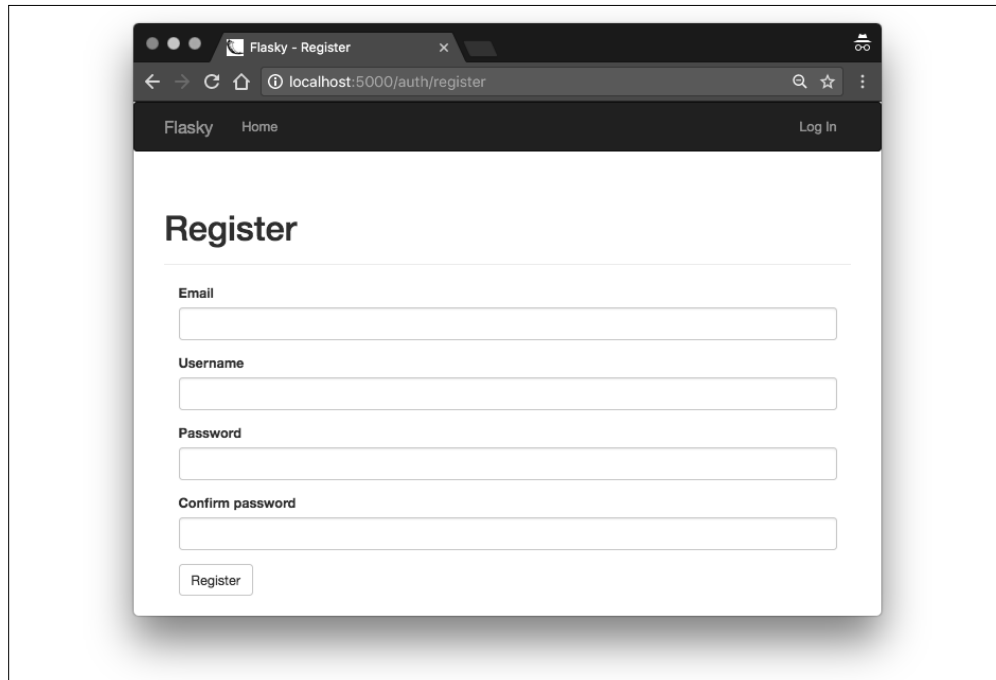 Flasky - Register
localhost:5000/auth/register
Flasky Home Log In
Register
Email
Username
Password
Confirm password
Register